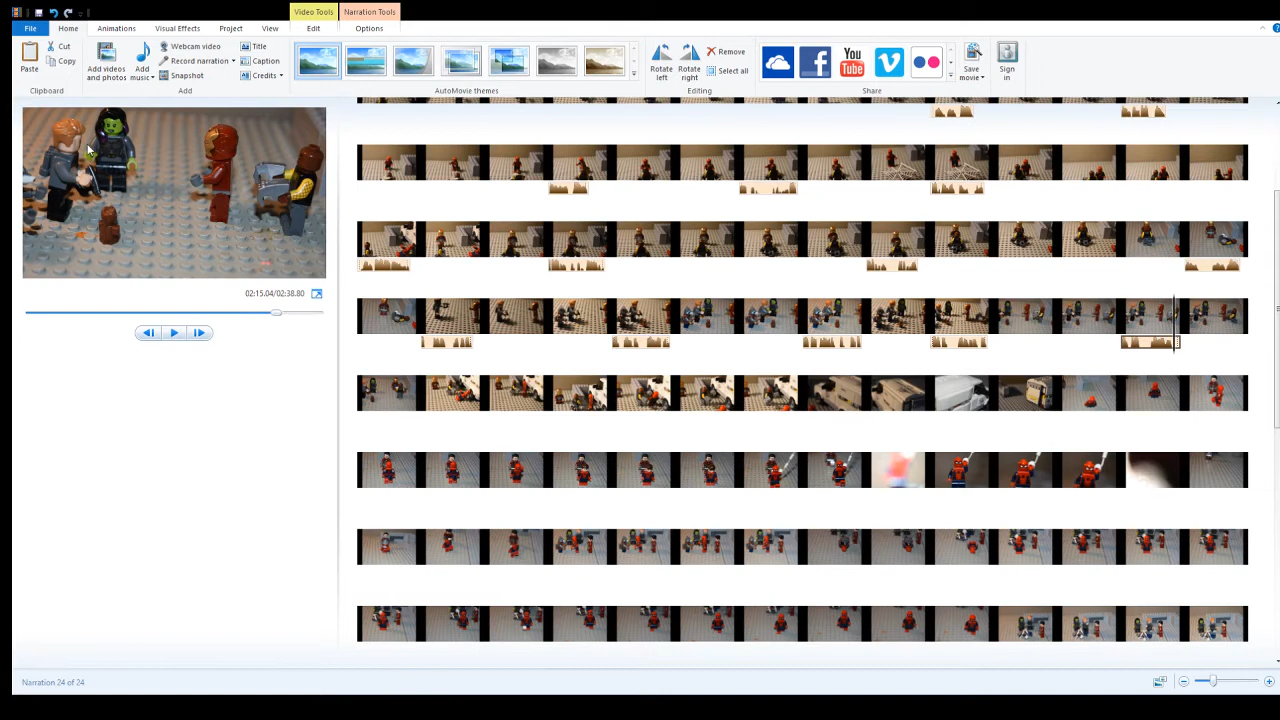 Video Tools
Narration Tools
File
Home
Animations
Visual Effects
Project
View
Edit
Options
Paste
Cut
Copy
Clipboard
Add videos
and photos
Add
music
Webcam video
Record narration
Snapshot
Title
Caption
Credits
Add
AutoMovie themes
Rotate
left
Rotate
right
Remove
Select all
Editing
You
Tube
Share
Save
movie
Sign
in
02:15.04/02:38.80
Narration 24 of 24